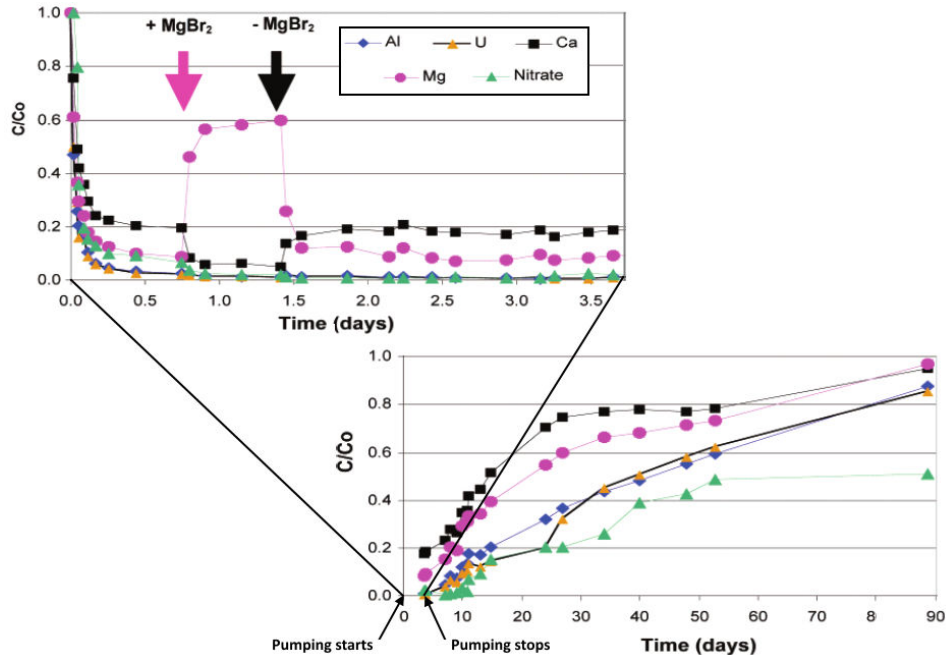 + MgBr₂
- MgBr₂
Al
U
Ca
Mg
Nitrate
C/Co
1.0
0.8
0.6
0.4
0.2
0.0
0.0 0.5 1.0 1.5 2.0 2.5 3.0 3.5
Time (days)
C/Co
1.0
0.8
0.6
0.4
0.2
0.0
0 10 20 30 40 50 60 70 80 90
Pumping starts
Pumping stops
Time (days)